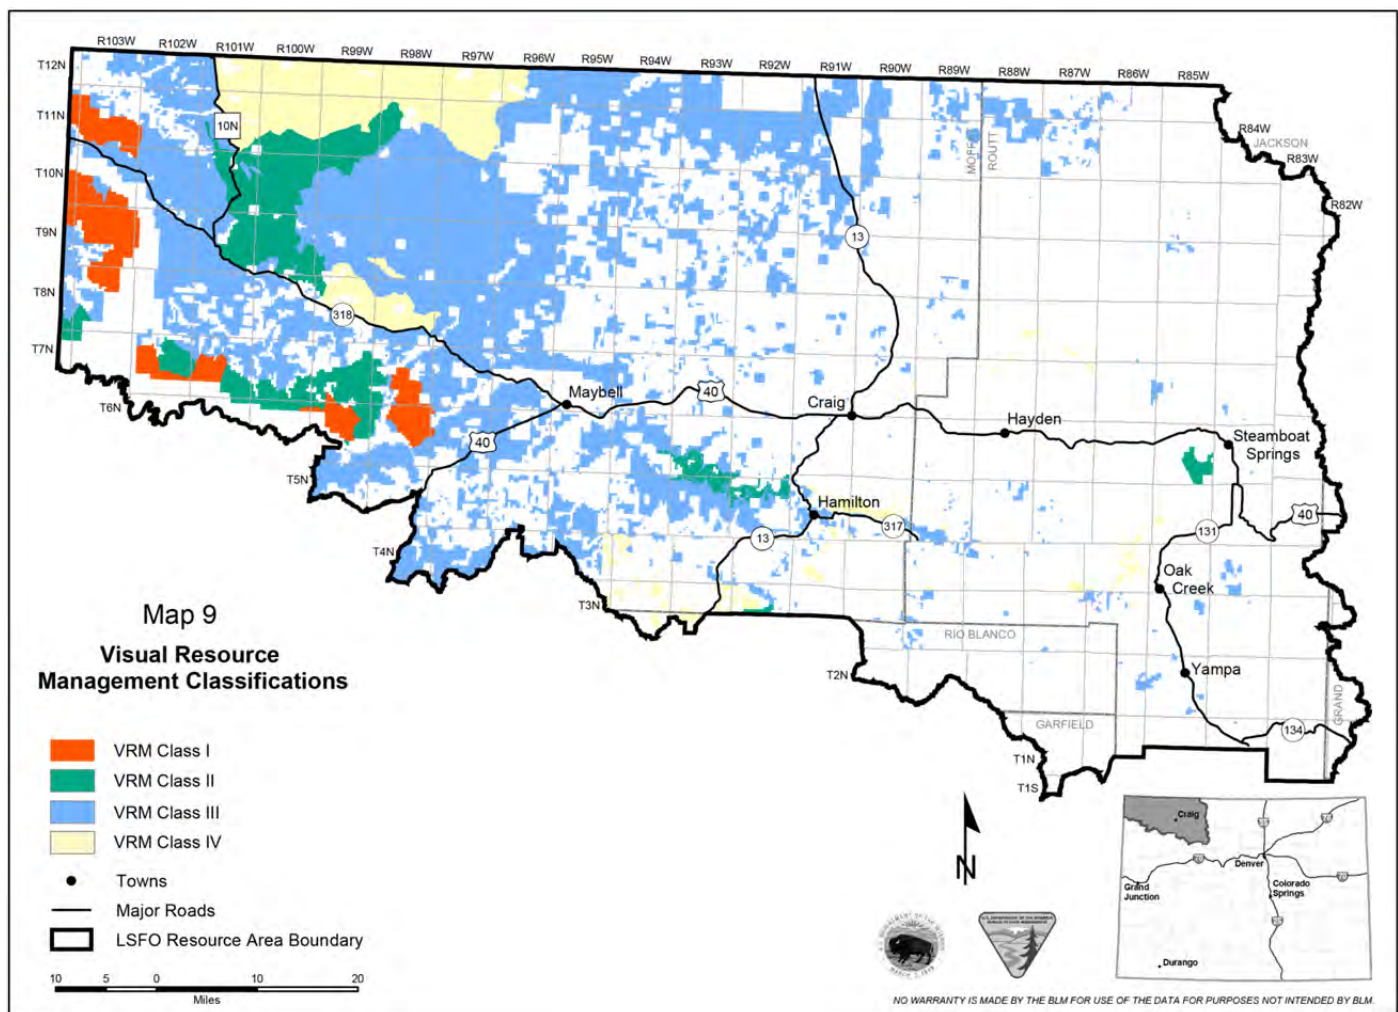 R103W
R102W
R101W
R100W
R99W
R98W
R97W
R96W
R95W
R94W
R93W
R92W
R91W
R90W
R89W
R88W
R87W
R86W
R85W
R84W
JACKSON
R83W
R82W
T12N
T11N
T10N
T9N
T8N
T7N
T6N
T5N
T4N
T3N
T2N
T1N
T1S
10N
ROUTT
13
318
Maybell
40
Craig
Hayden
Steamboat
Springs
40
Hamilton
317
13
131
40
Oak
Creek
RIO BLANCO
Yampa
GARFIELD
GRAND
134
Map 9
Visual Resource
Management Classifications
VRM Class I
VRM Class II
VRM Class III
VRM Class IV
Towns
Major Roads
LSFO Resource Area Boundary
10 5 0 10 20
Miles
N
Craig
Denver
Grand
Junction
Colorado
Springs
Durango
NO WARRANTY IS MADE BY THE BLM FOR USE OF THE DATA FOR PURPOSES NOT INTENDED BY BLM.